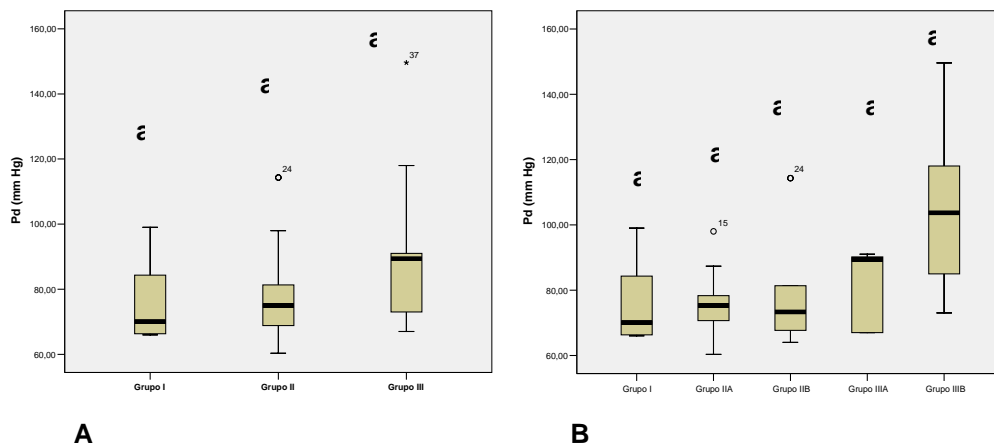 160,00
140,00
120,00
100,00
80,00
60,00
Pd (mm Hg)
a
a
a
37
24
Grupo I
Grupo II
Grupo III
A
160,00
140,00
120,00
100,00
80,00
60,00
Pd (mm Hg)
a
a
a
a
a
15
24
Grupo I
Grupo IIA
Grupo IIB
Grupo IIIA
Grupo IIIB
B